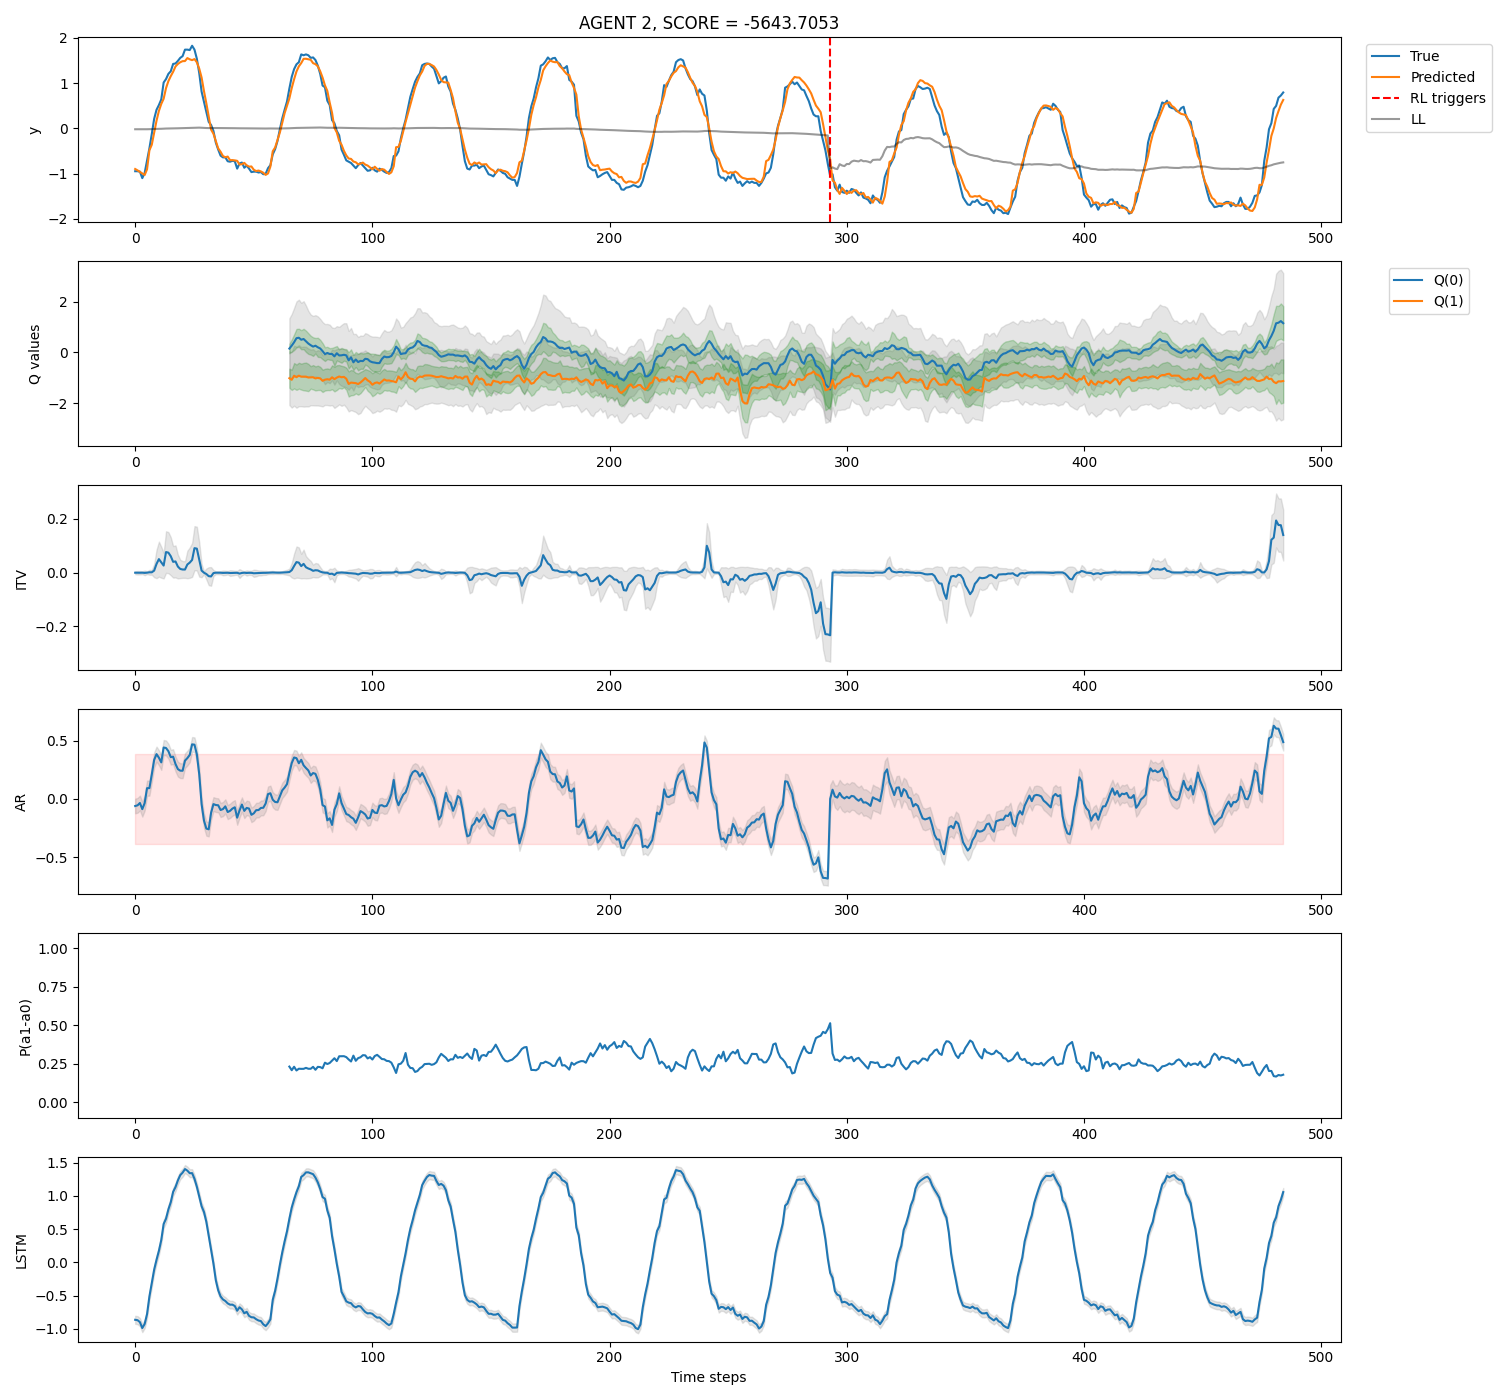 AGENT 2, SCORE = -5643.7053
y
2
1
0
−1
−2
0 100 200 300 400 500
True
Predicted
RL triggers
LL
Q values
2
0
−2
0 100 200 300 400 500
Q(0)
Q(1)
ITV
0.2
0.0
−0.2
0 100 200 300 400 500
AR
0.5
0.0
−0.5
0 100 200 300 400 500
P(a1-a0)
1.00
0.75
0.50
0.25
0.00
0 100 200 300 400 500
LSTM
1.5
1.0
0.5
0.0
−0.5
−1.0
0 100 200 300 400 500
Time steps